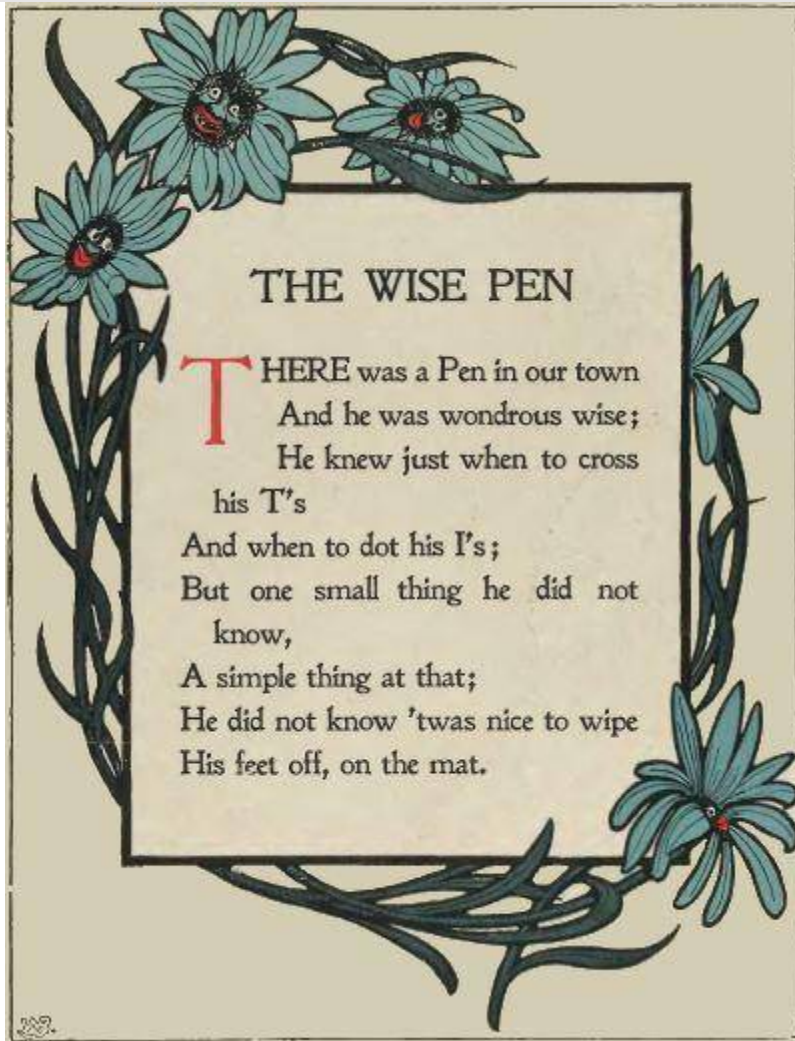 THE WISE PEN
THERE was a Pen in our town
And he was wondrous wise;
He knew just when to cross
his T's
And when to dot his I's;
But one small thing he did not
know,
A simple thing at that;
He did not know 'twas nice to wipe
His feet off, on the mat.